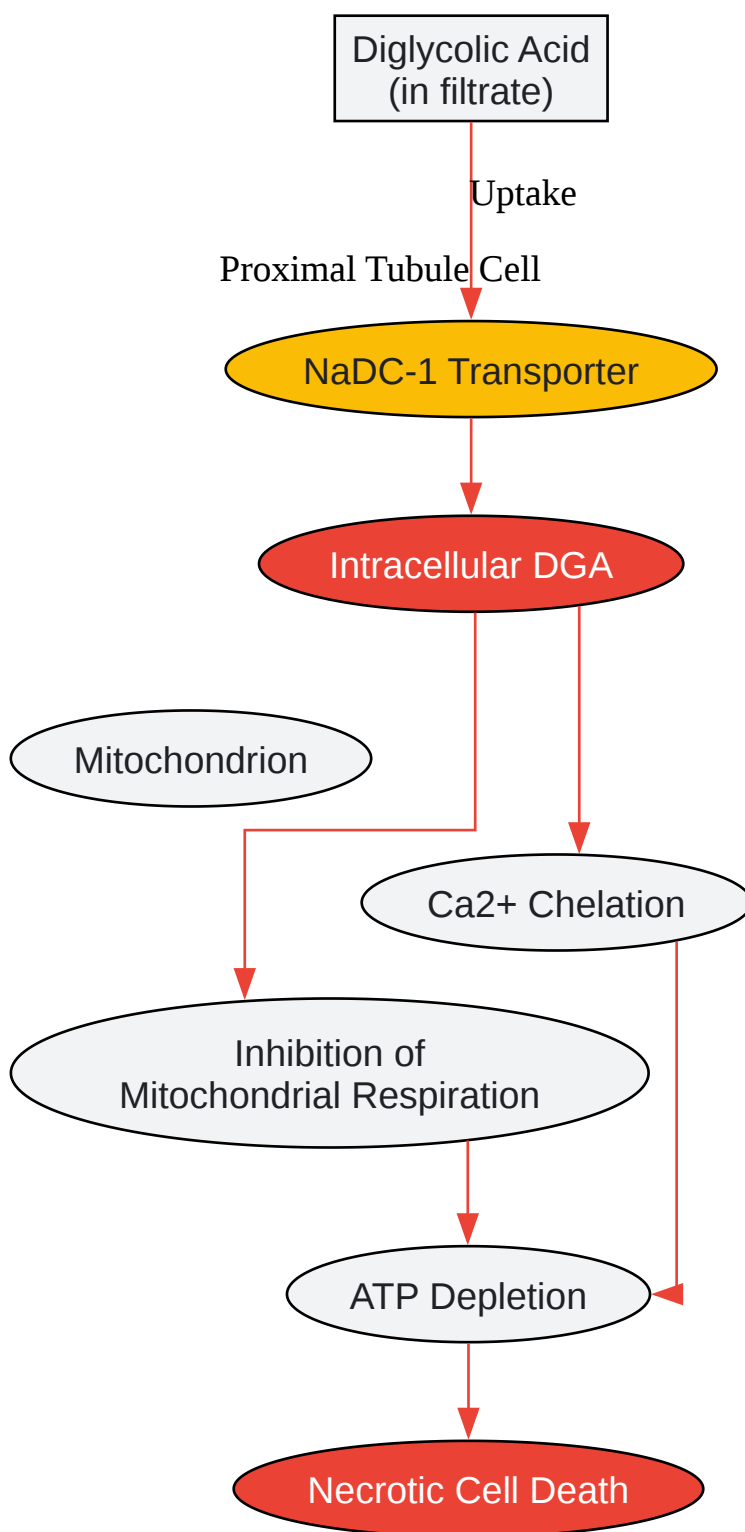 Diglycolic Acid
(in filtrate)
Uptake
Proximal Tubule Cell
NaDC-1 Transporter
Intracellular DGA
Mitochondrion
Ca2+ Chelation
Inhibition of
Mitochondrial Respiration
ATP Depletion
Necrotic Cell Death